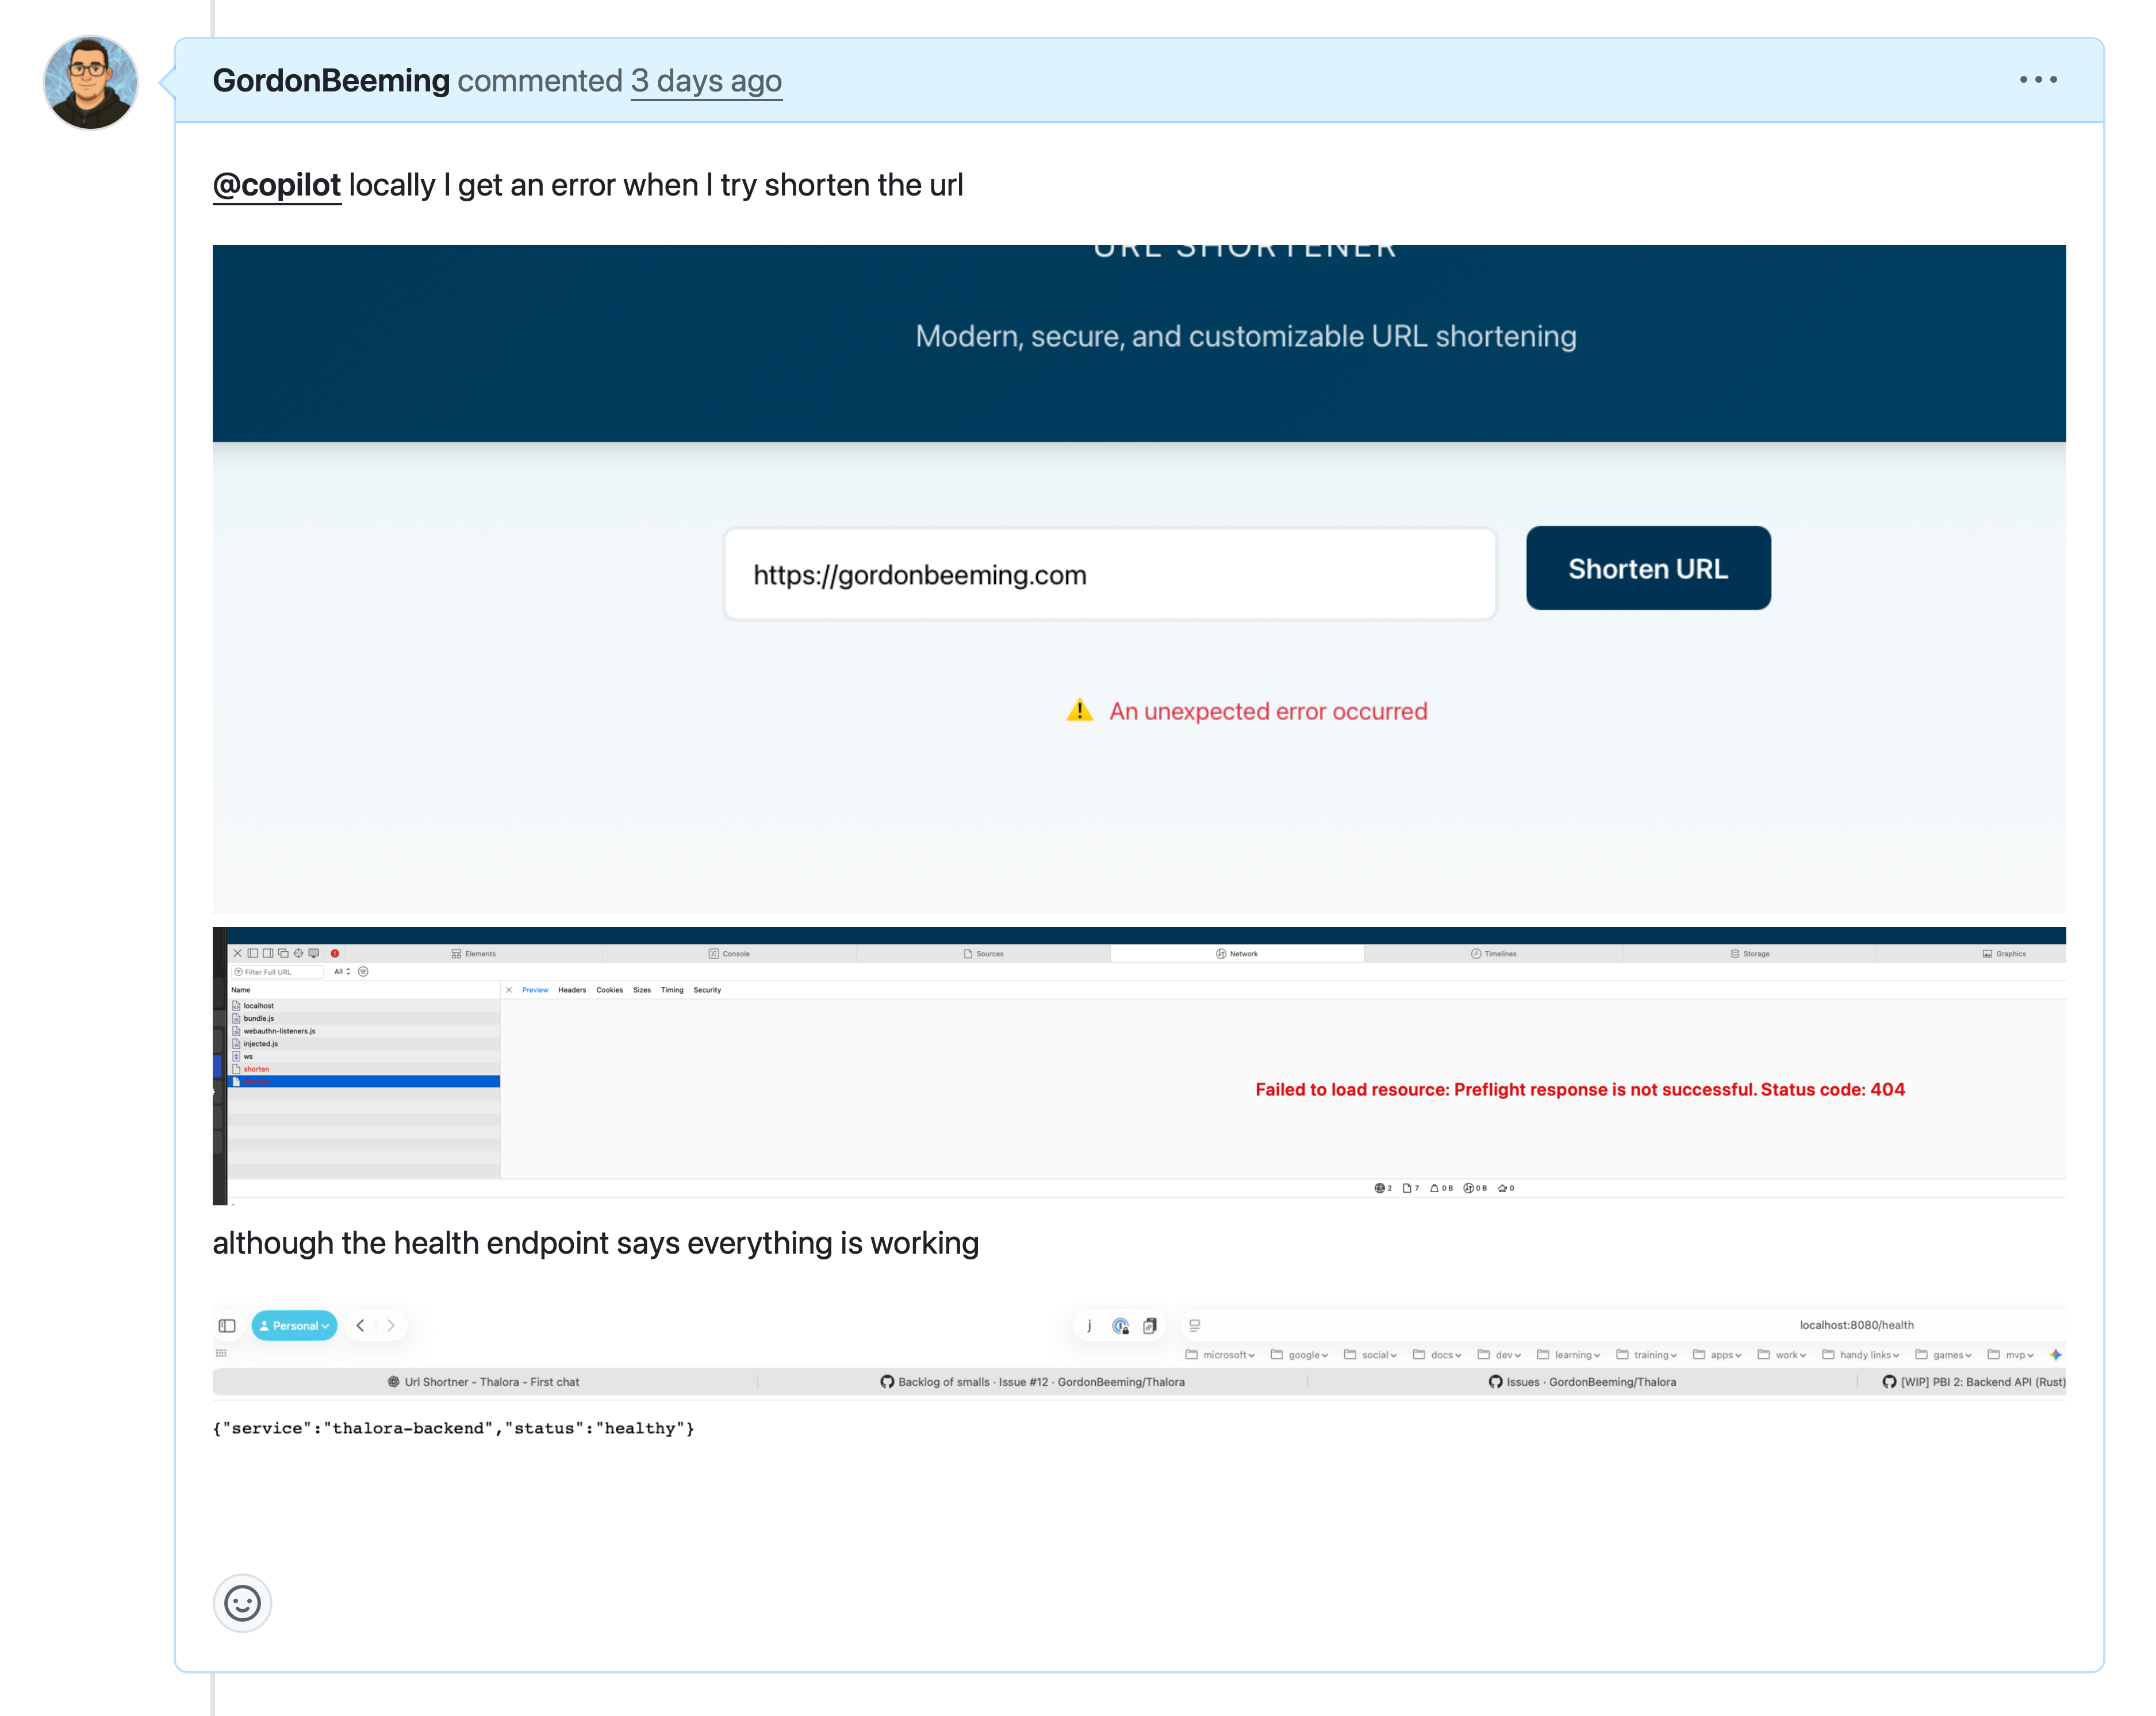 GordonBeeming commented 3 days ago
@copilot locally I get an error when I try shorten the url
URL SHORTENER
Modern, secure, and customizable URL shortening
https://gordonbeeming.com
Shorten URL
An unexpected error occurred
Elements
Console
Sources
Network
Timelines
Storage
Graphics
Filter Full URL
All
Name
Preview
Headers
Cookies
Sizes
Timing
Security
localhost
bundle.js
webauthn-listeners.js
injected.js
ws
shorten
Failed to load resource: Preflight response is not successful. Status code: 404
2
7
0 B
0 B
0
although the health endpoint says everything is working
Personal
j
localhost:8080/health
microsoft
google
social
docs
dev
learning
training
apps
work
handy links
games
mvp
Url Shortner - Thalora - First chat
Backlog of smalls · Issue #12 · GordonBeeming/Thalora
Issues · GordonBeeming/Thalora
[WIP] PBI 2: Backend API (Rust)
{"service":"thalora-backend","status":"healthy"}